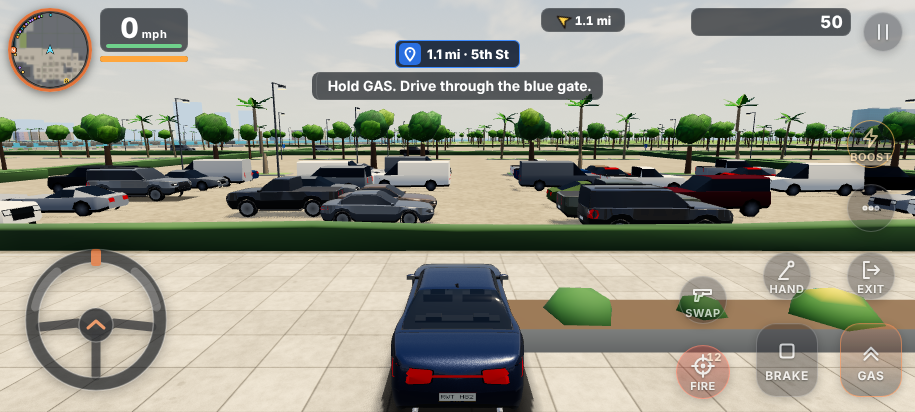 0 mph
1.1 mi
50
1.1 mi · 5th St
Hold GAS. Drive through the blue gate.
BOOST
HAND
EXIT
SWAP
12
FIRE
BRAKE
GAS